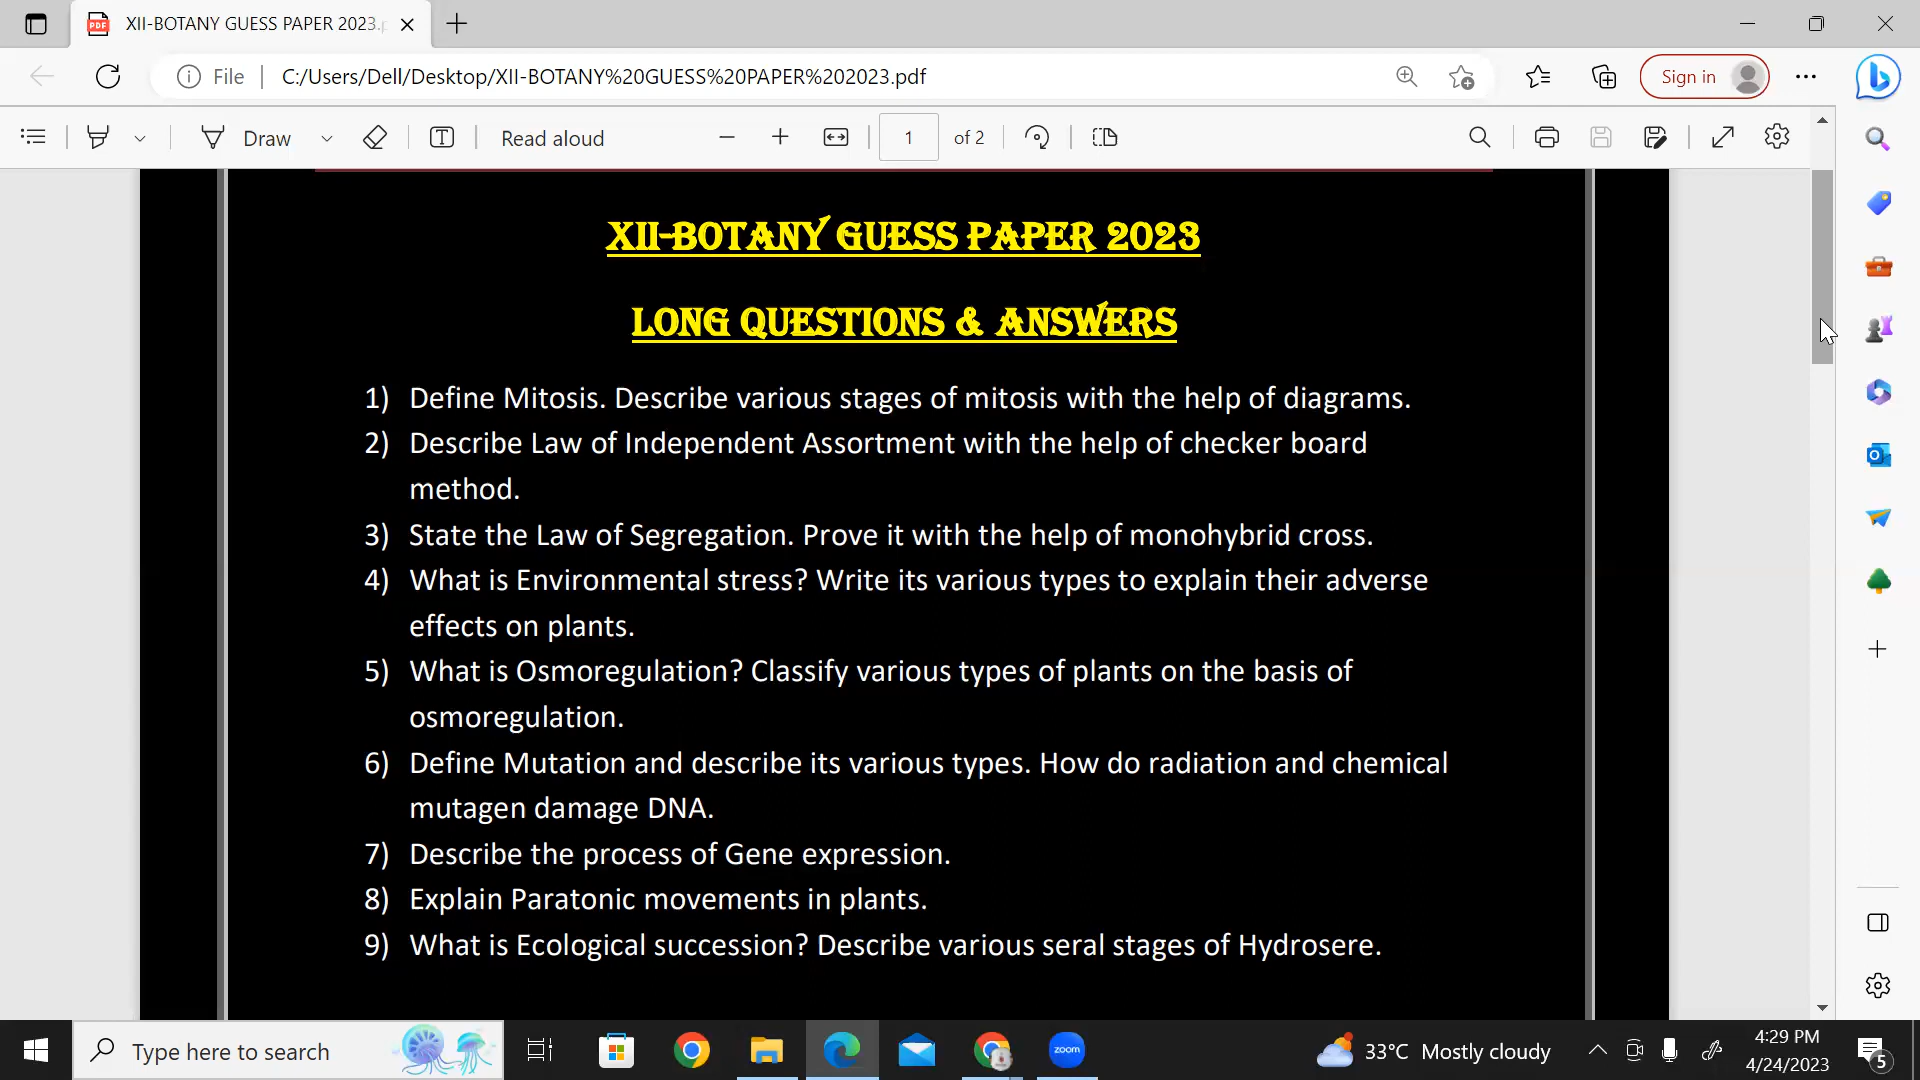 XII-BOTANY GUESS PAPER 2023.
File
C:/Users/Dell/Desktop/XII-BOTANY%20GUESS%20PAPER%202023.pdf
Sign in
Draw
Read aloud
1
of 2
XII-BOTANY GUESS PAPER 2023
LONG QUESTIONS & ANSWERS
1) Define Mitosis. Describe various stages of mitosis with the help of diagrams.
2) Describe Law of Independent Assortment with the help of checker board
method.
3) State the Law of Segregation. Prove it with the help of monohybrid cross.
4) What is Environmental stress? Write its various types to explain their adverse
effects on plants.
5) What is Osmoregulation? Classify various types of plants on the basis of
osmoregulation.
6) Define Mutation and describe its various types. How do radiation and chemical
mutagen damage DNA.
7) Describe the process of Gene expression.
8) Explain Paratonic movements in plants.
9) What is Ecological succession? Describe various seral stages of Hydrosere.
Type here to search
zoom
33°C Mostly cloudy
4:29 PM
4/24/2023
5